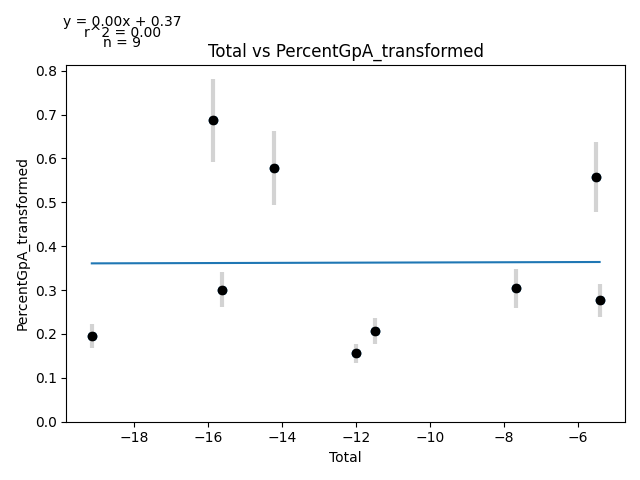 y = 0.00x + 0.37
r^2 = 0.00
n = 9
Total vs PercentGpA_transformed
PercentGpA_transformed
0.8
0.7
0.6
0.5
0.4
0.3
0.2
0.1
0.0
−18 −16 −14 −12 −10 −8 −6
Total